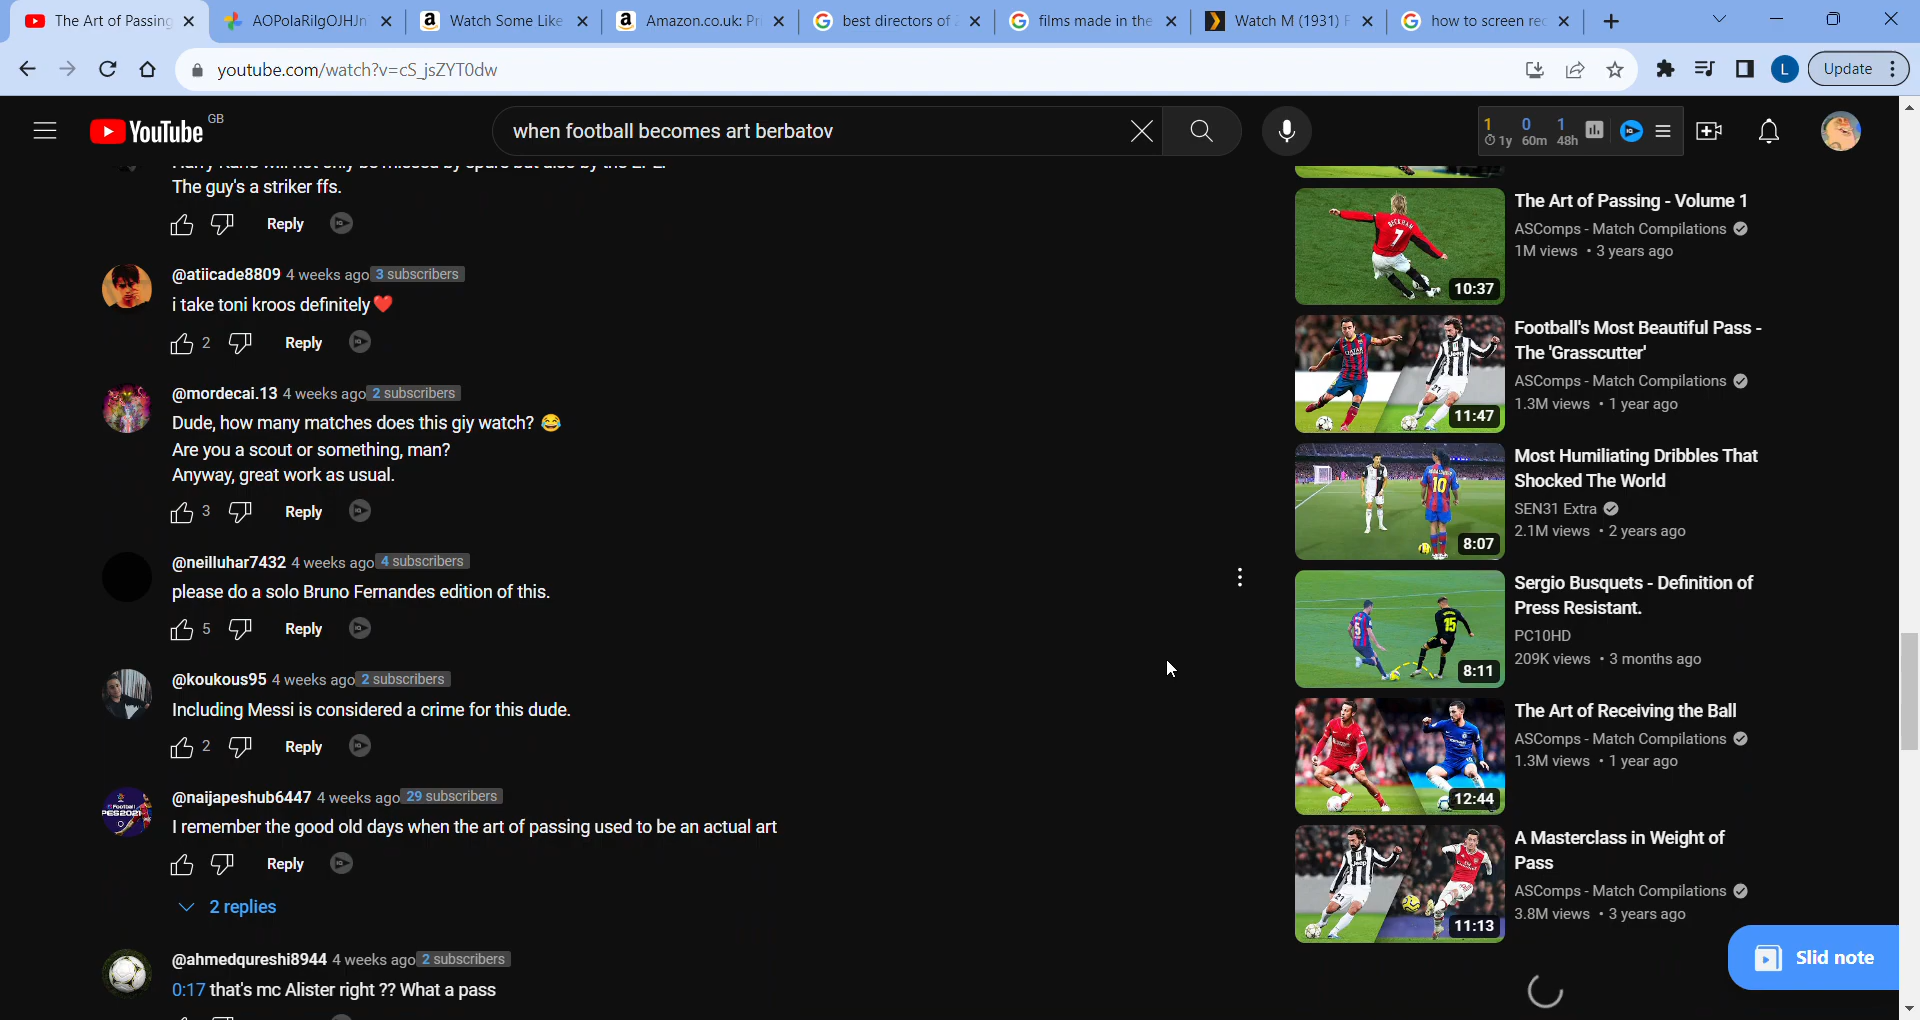 The Art of Passing
AOPolaRilgOJHJn
Watch Some Like
Amazon.co.uk: Pr
best directors of
films made in the
Watch M (1931) F
how to screen rec
youtube.com/watch?v=cS_jsZYT0dw
L
Update
YouTube GB
when football becomes art berbatov
1 0 1
1y 60m 48h
The guy's a striker ffs.
Reply
@atiicade8809 4 weeks ago 3 subscribers
i take toni kroos definitely❤️
2 Reply
@mordecai.13 4 weeks ago 2 subscribers
Dude, how many matches does this giy watch? 😂
Are you a scout or something, man?
Anyway, great work as usual.
3 Reply
@neilluhar7432 4 weeks ago 4 subscribers
please do a solo Bruno Fernandes edition of this.
5 Reply
@koukous95 4 weeks ago 2 subscribers
Including Messi is considered a crime for this dude.
2 Reply
@naijapeshub6447 4 weeks ago 29 subscribers
I remember the good old days when the art of passing used to be an actual art
Reply
2 replies
@ahmedqureshi8944 4 weeks ago 2 subscribers
0:17 that's mc Alister right ?? What a pass
10:37
The Art of Passing - Volume 1
ASComps - Match Compilations
1M views • 3 years ago
11:47
Football's Most Beautiful Pass -
The 'Grasscutter'
ASComps - Match Compilations
1.3M views • 1 year ago
8:07
Most Humiliating Dribbles That
Shocked The World
SEN31 Extra
2.1M views • 2 years ago
8:11
Sergio Busquets - Definition of
Press Resistant.
PC10HD
209K views • 3 months ago
12:44
The Art of Receiving the Ball
ASComps - Match Compilations
1.3M views • 1 year ago
11:13
A Masterclass in Weight of
Pass
ASComps - Match Compilations
3.8M views • 3 years ago
Slid note